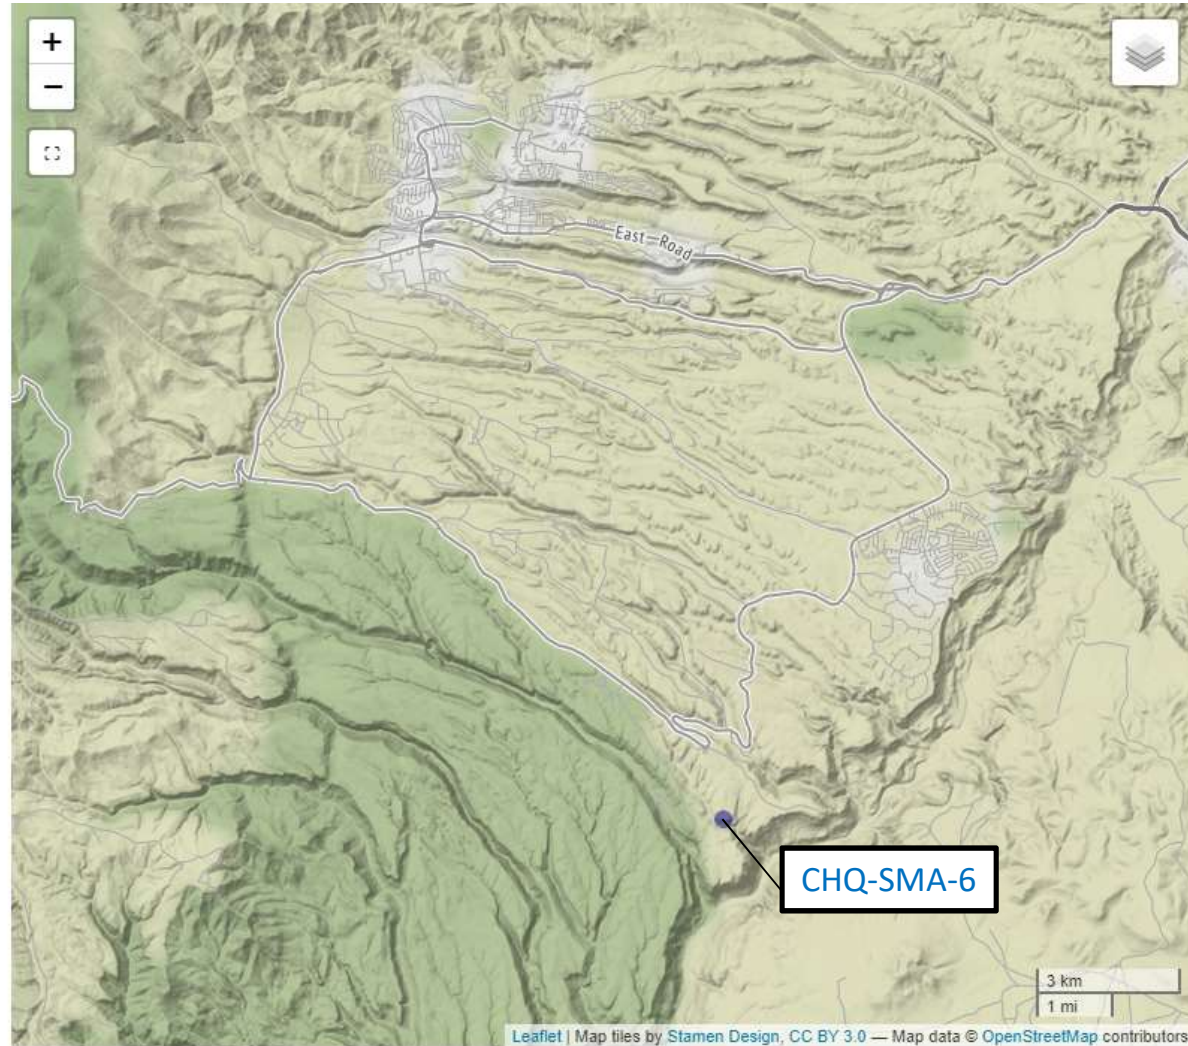 +
−
East Road
CHQ-SMA-6
3 km
1 mi
Leaflet | Map tiles by Stamen Design, CC BY 3.0 — Map data © OpenStreetMap contributors